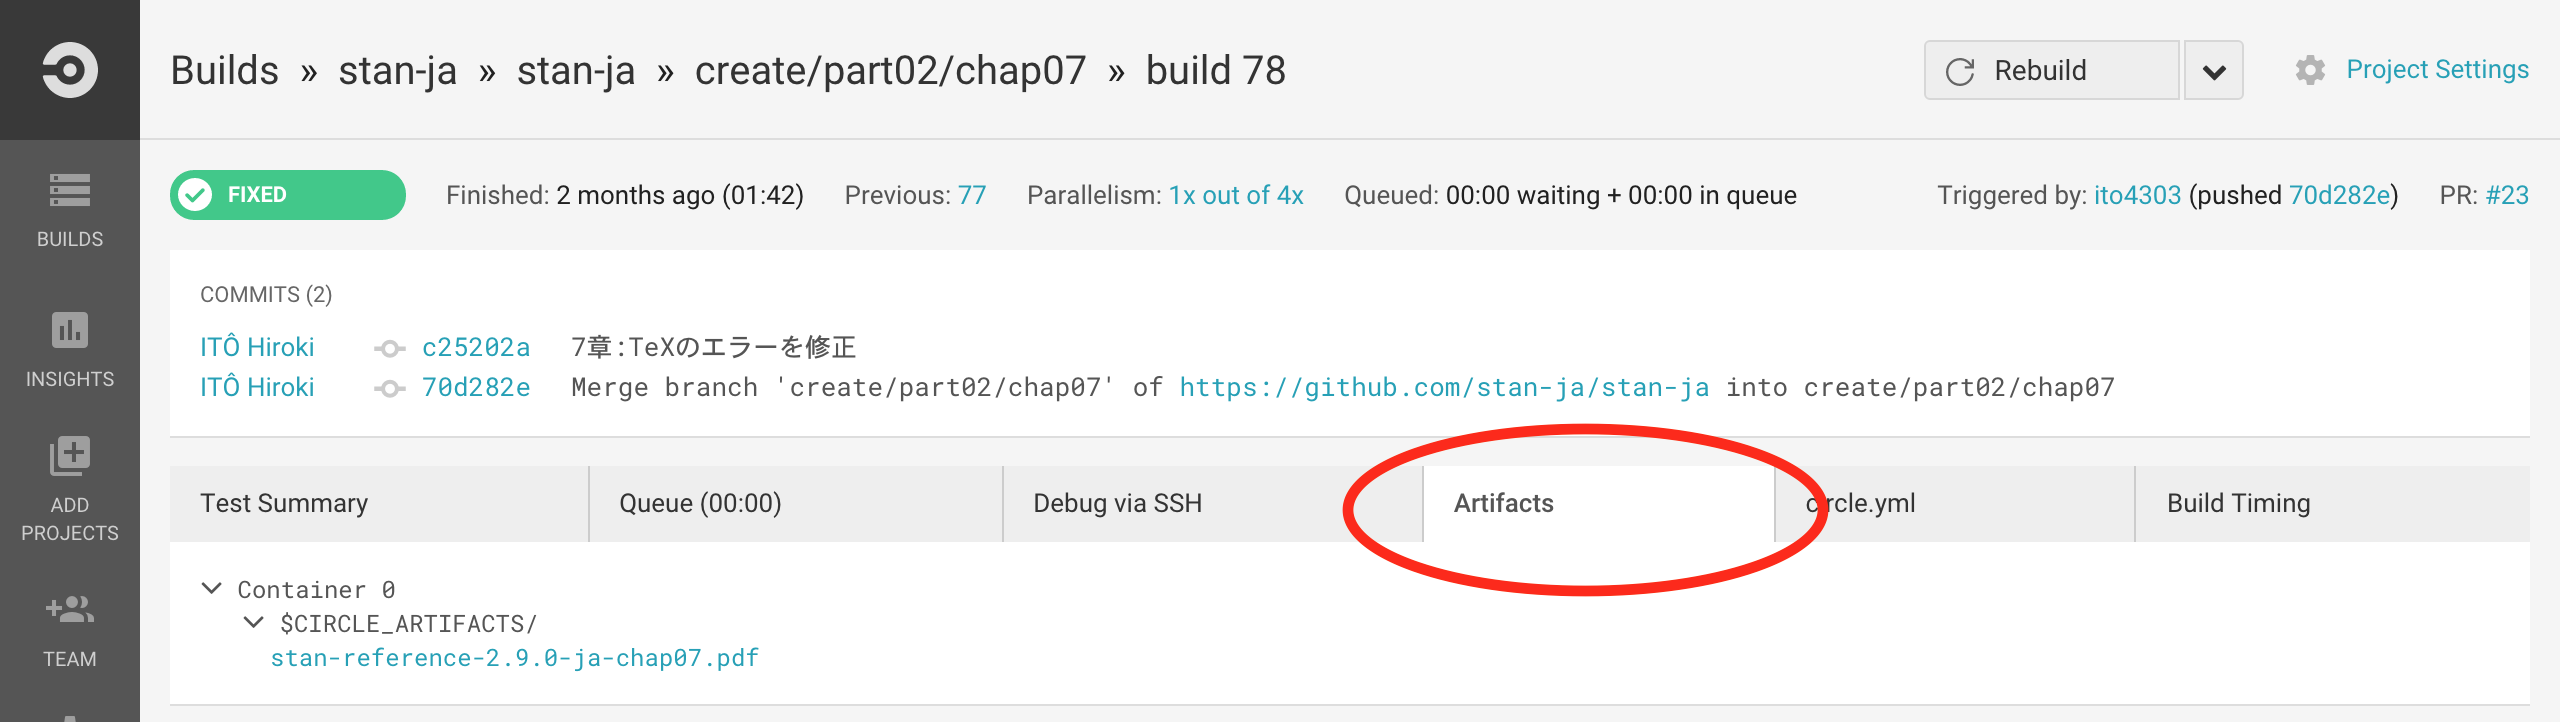 Builds » stan-ja » stan-ja » create/part02/chap07 » build 78
Rebuild
Project Settings
FIXED
Finished: 2 months ago (01:42)
Previous: 77
Parallelism: 1x out of 4x
Queued: 00:00 waiting + 00:00 in queue
Triggered by: ito4303 (pushed 70d282e)
PR: #23
BUILDS
INSIGHTS
ADD
PROJECTS
TEAM
COMMITS (2)
ITÔ Hiroki c25202a 7章:TeXのエラーを修正
ITÔ Hiroki 70d282e Merge branch 'create/part02/chap07' of https://github.com/stan-ja/stan-ja into create/part02/chap07
Test Summary
Queue (00:00)
Debug via SSH
Artifacts
circle.yml
Build Timing
Container 0
$CIRCLE_ARTIFACTS/
stan-reference-2.9.0-ja-chap07.pdf